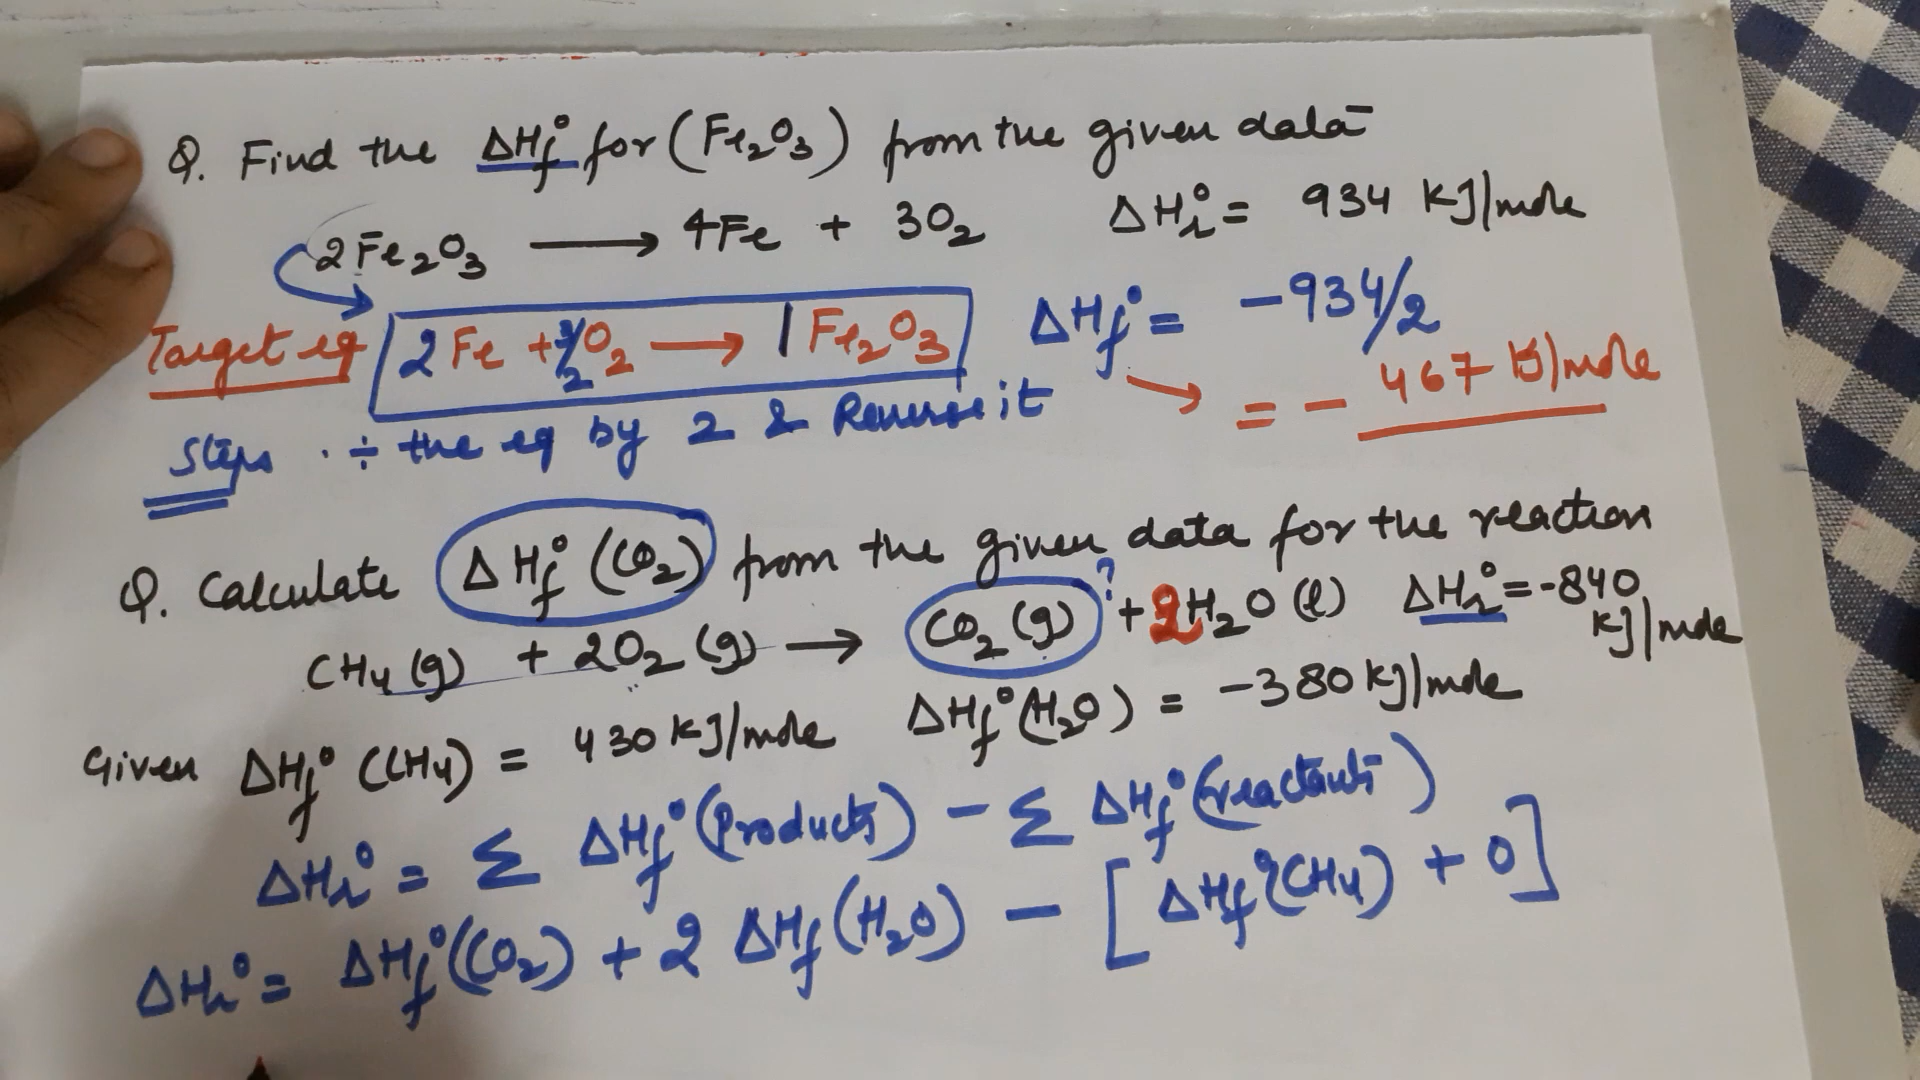 Q. Find the ΔHf° for (Fe2O3) from the given data
2Fe2O3 ⟶ 4Fe + 3O2 ΔHr° = 934 KJ/mole
Target eq 2Fe + 3/2 O2 ⟶ 1 Fe2O3 ΔHf° = -934/2
= - 467 KJ/mole
Steps . ÷ the eq by 2 & Reverse it
Q. Calculate ΔHf° (CO2) from the given data for the reaction
CH4 (g) + 2O2 (g) ⟶ CO2 (g) ? + 2H2O (l) ΔHr° = -840 KJ/mole
Given ΔHf° (CH4) = 430 KJ/mole ΔHf° (H2O) = -380 KJ/mole
ΔHr° = Σ ΔHf° (Products) - Σ ΔHf° (reactants)
ΔHr° = ΔHf° (CO2) + 2 ΔHf (H2O) - [ΔHf° (CH4) + 0]